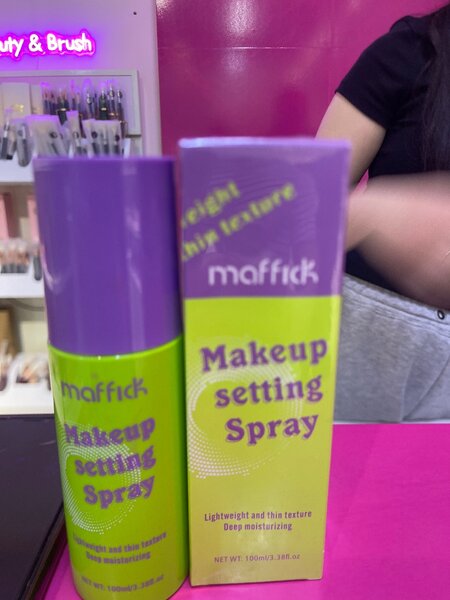 uty & Brush
eight
thin texture
maffick
Makeup
setting
Spray
Lightweight and thin texture
Deep moisturizing
NET WT: 100ml/3.38fl.oz
maffick
Makeup
setting
Spray
Lightweight and thin texture
Deep moisturizing
NET WT: 100ml/3.38fl.oz